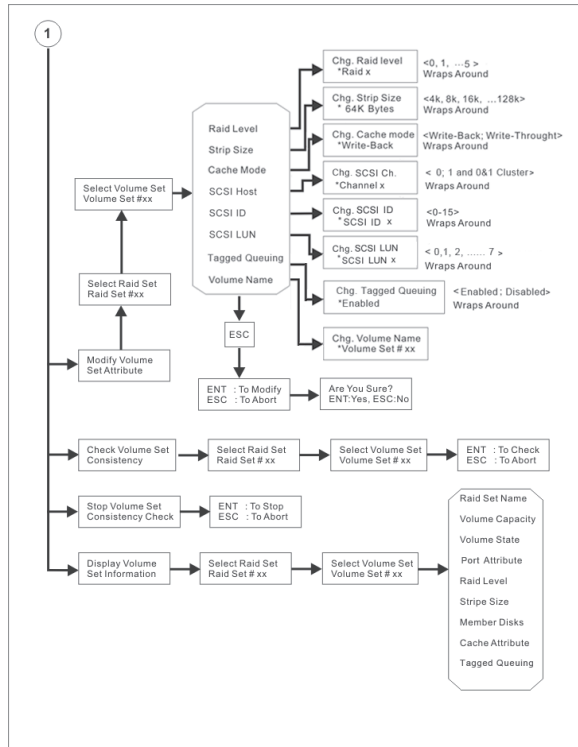 1
Chg. Raid level
*Raid x
<0, 1, ...5 >
Wraps Around
Chg. Strip Size
* 64K Bytes
<4k, 8k, 16k, ...128k>
Wraps Around
Chg. Cache mode
*Write-Back
<Write-Back; Write-Throught>
Wraps Around
Chg. SCSI Ch.
*Channel x
< 0; 1 and 0&1 Cluster>
Wraps Around
Chg. SCSI ID
*SCSI ID x
<0-15>
Wraps Around
Chg. SCSI LUN
*SCSI LUN x
< 0,1, 2, ...... 7 >
Wraps Around
Chg. Tagged Queuing
*Enabled
<Enabled; Disabled>
Wraps Around
Chg. Volume Name
*Volume Set # xx
Raid Level
Strip Size
Cache Mode
SCSI Host
SCSI ID
SCSI LUN
Tagged Queuing
Volume Name
Select Volume Set
Volume Set #xx
Select Raid Set
Raid Set #xx
Modify Volume
Set Attribute
ESC
ENT : To Modify
ESC : To Abort
Are You Sure?
ENT:Yes, ESC:No
Check Volume Set
Consistency
Select Raid Set
Raid Set # xx
Select Volume Set
Volume Set # xx
ENT : To Check
ESC : To Abort
Stop Volume Set
Consistency Check
ENT : To Stop
ESC : To Abort
Display Volume
Set Information
Select Raid Set
Raid Set # xx
Select Volume Set
Volume Set # xx
Raid Set Name
Volume Capacity
Volume State
Port Attribute
Raid Level
Stripe Size
Member Disks
Cache Attribute
Tagged Queuing